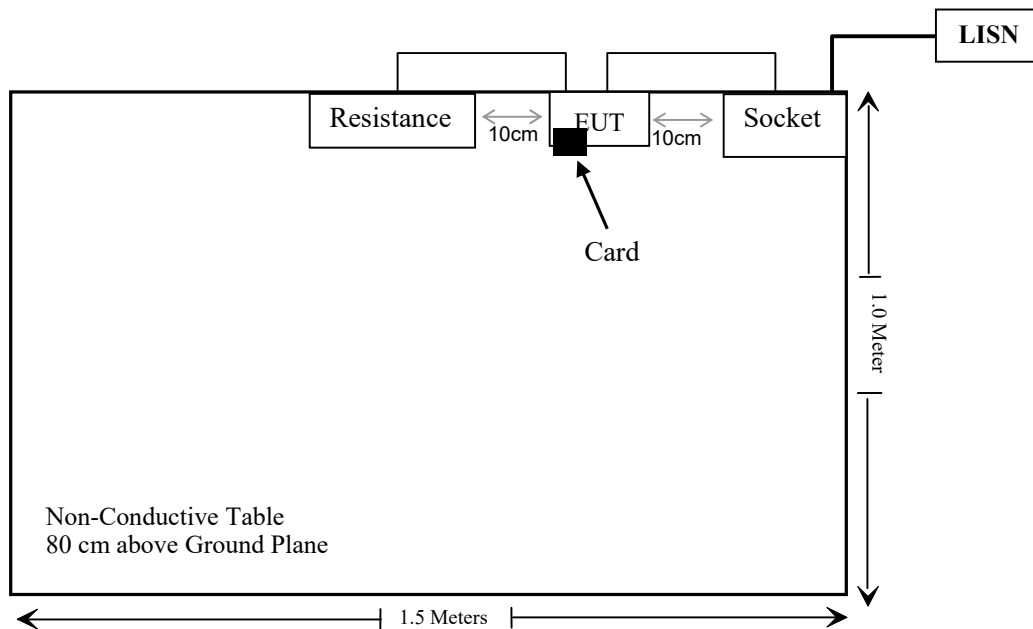 LISN
Resistance
10cm
EUT
10cm
Socket
Card
1.0 Meter
Non-Conductive Table
80 cm above Ground Plane
1.5 Meters